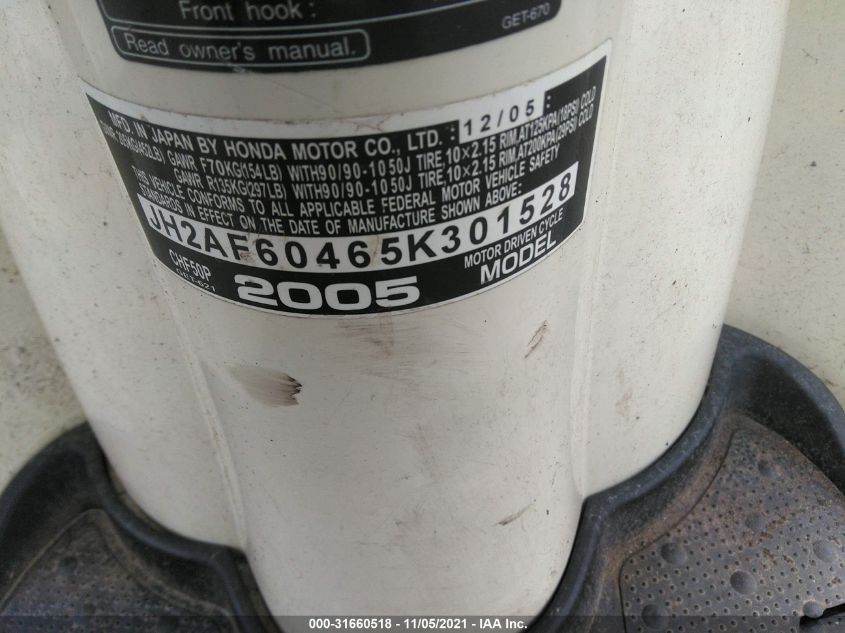 Front hook :
GET-670
Read owner's manual.
MFD. IN JAPAN BY HONDA MOTOR CO., LTD. : 12/05 :
GAWR F70KG(154LB) WITH90/90-1050J TIRE,10×2.15 RIM,AT125KPA(18PSI) COLD
GAWR R135KG(297LB) WITH90/90-1050J TIRE,10×2.15 RIM,AT200KPA(29PSI) COLD
THIS VEHICLE CONFORMS TO ALL APPLICABLE FEDERAL MOTOR VEHICLE SAFETY
STANDARDS IN EFFECT ON THE DATE OF MANUFACTURE SHOWN ABOVE:
JH2AF60465K301528
CHF50P
MOTOR DRIVEN CYCLE
GET-621
2005
MODEL
000-31660518 - 11/05/2021 - IAA Inc.